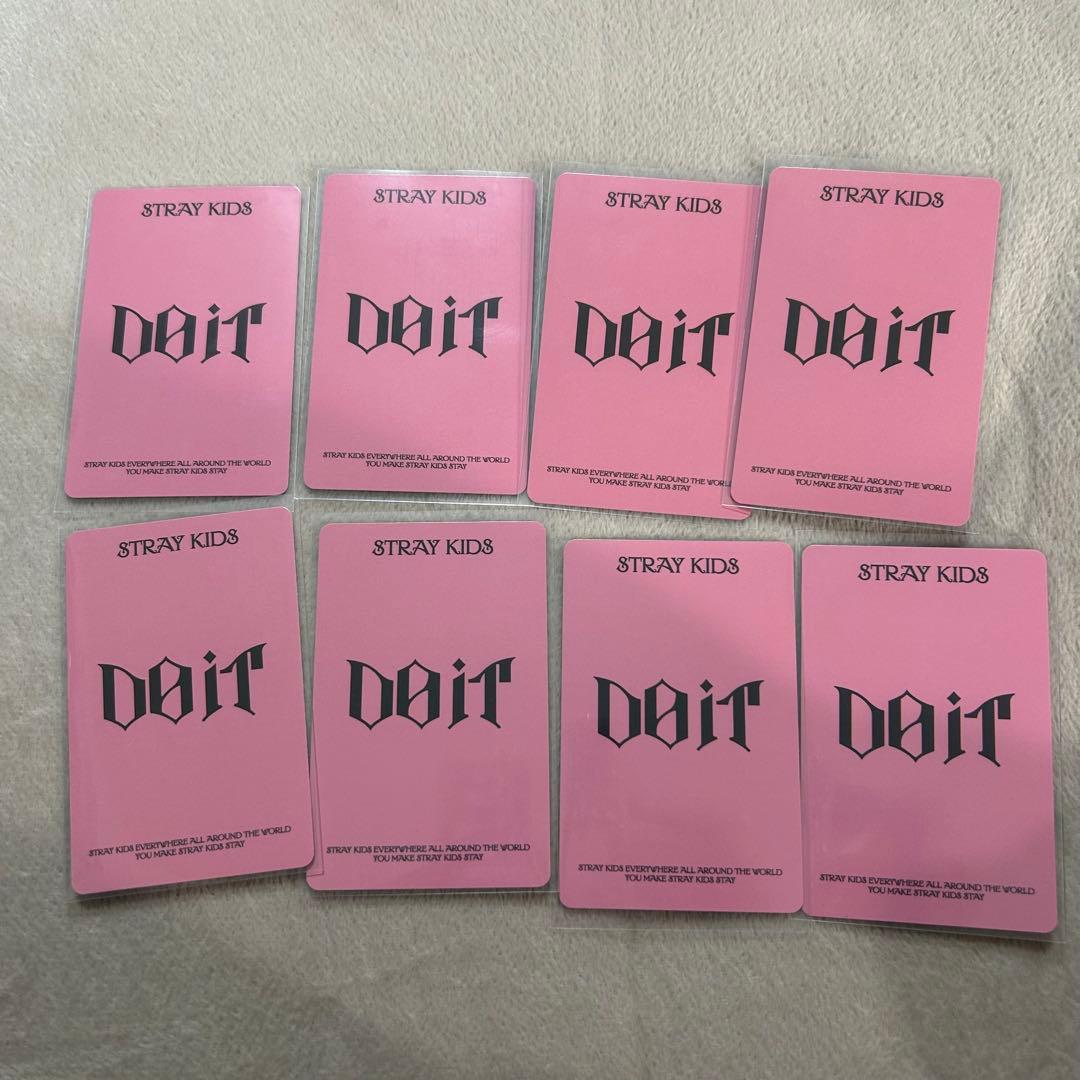 STRAY KIDS
DOIT
STRAY KIDS EVERYWHERE ALL AROUND THE WORLD
YOU MAKE STRAY KIDS STAY
STRAY KIDS
DOIT
STRAY KIDS EVERYWHERE ALL AROUND THE WORLD
YOU MAKE STRAY KIDS STAY
STRAY KIDS
DOIT
STRAY KIDS EVERYWHERE ALL AROUND THE WORL
YOU MAKE STRAY KIDS STAY
STRAY KIDS
DOIT
STRAY KIDS EVERYWHERE ALL AROUND THE WORLD
YOU MAKE STRAY KIDS STAY
STRAY KIDS
DOIT
STRAY KIDS EVERYWHERE ALL AROUND THE WORLD
YOU MAKE STRAY KIDS STAY
STRAY KIDS
DOIT
STRAY KIDS EVERYWHERE ALL AROUND THE WORLD
YOU MAKE STRAY KIDS STAY
STRAY KIDS
DOIT
STRAY KIDS EVERYWHERE ALL AROUND THE WORLD
YOU MAKE STRAY KIDS STAY
STRAY KIDS
DOIT
STRAY KIDS EVERYWHERE ALL AROUND THE WORLD
YOU MAKE STRAY KIDS STAY